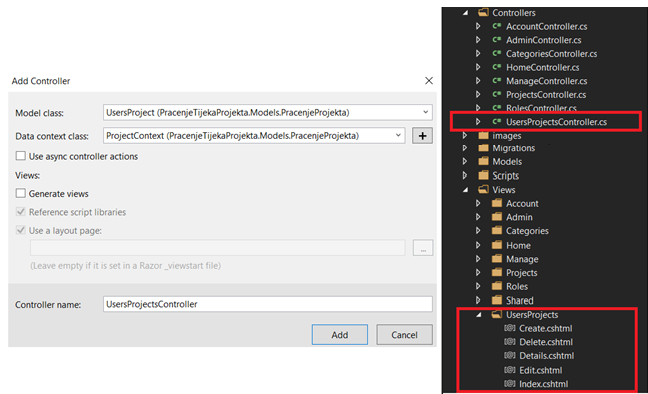 Add Controller
Model class:
UsersProject (PracenjeTijekaProjekta.Models.PracenjeProjekta)
Data context class:
ProjectContext (PracenjeTijekaProjekta.Models.PracenjeProjekta)
+
Use async controller actions
Views:
Generate views
Reference script libraries
Use a layout page:
...
(Leave empty if it is set in a Razor _viewstart file)
Controller name:
UsersProjectsController
Add
Cancel
Controllers
C# AccountController.cs
C# AdminController.cs
C# CategoriesController.cs
C# HomeController.cs
C# ManageController.cs
C# ProjectsController.cs
C# RolesController.cs
C# UsersProjectsController.cs
images
Migrations
Models
Scripts
Views
Account
Admin
Categories
Home
Manage
Projects
Roles
Shared
UsersProjects
[@] Create.cshtml
[@] Delete.cshtml
[@] Details.cshtml
[@] Edit.cshtml
[@] Index.cshtml